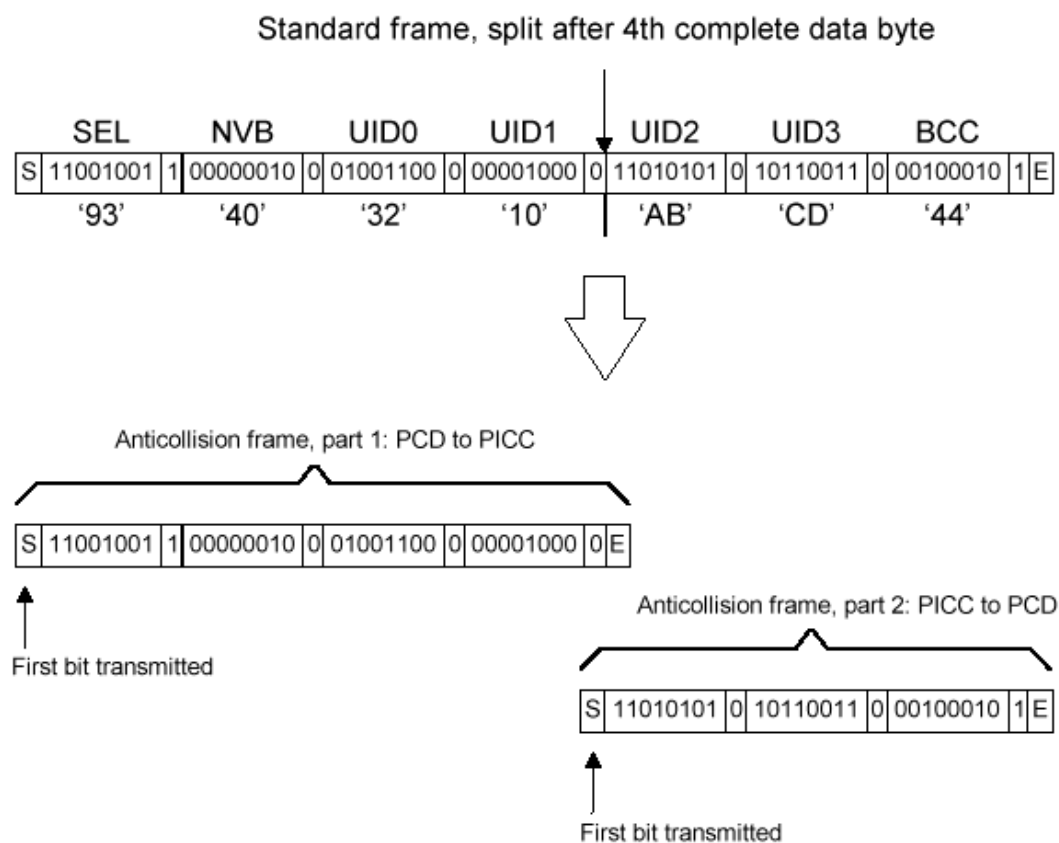 Standard frame, split after 4th complete data byte
SEL NVB UID0 UID1 UID2 UID3 BCC
S 11001001 1 00000010 0 01001100 0 00001000 0 11010101 0 10110011 0 00100010 1 E
‘93’ ‘40’ ‘32’ ‘10’ ‘AB’ ‘CD’ ‘44’
Anticollision frame, part 1: PCD to PICC
S 11001001 1 00000010 0 01001100 0 00001000 0 E
First bit transmitted
Anticollision frame, part 2: PICC to PCD
S 11010101 0 10110011 0 00100010 1 E
First bit transmitted